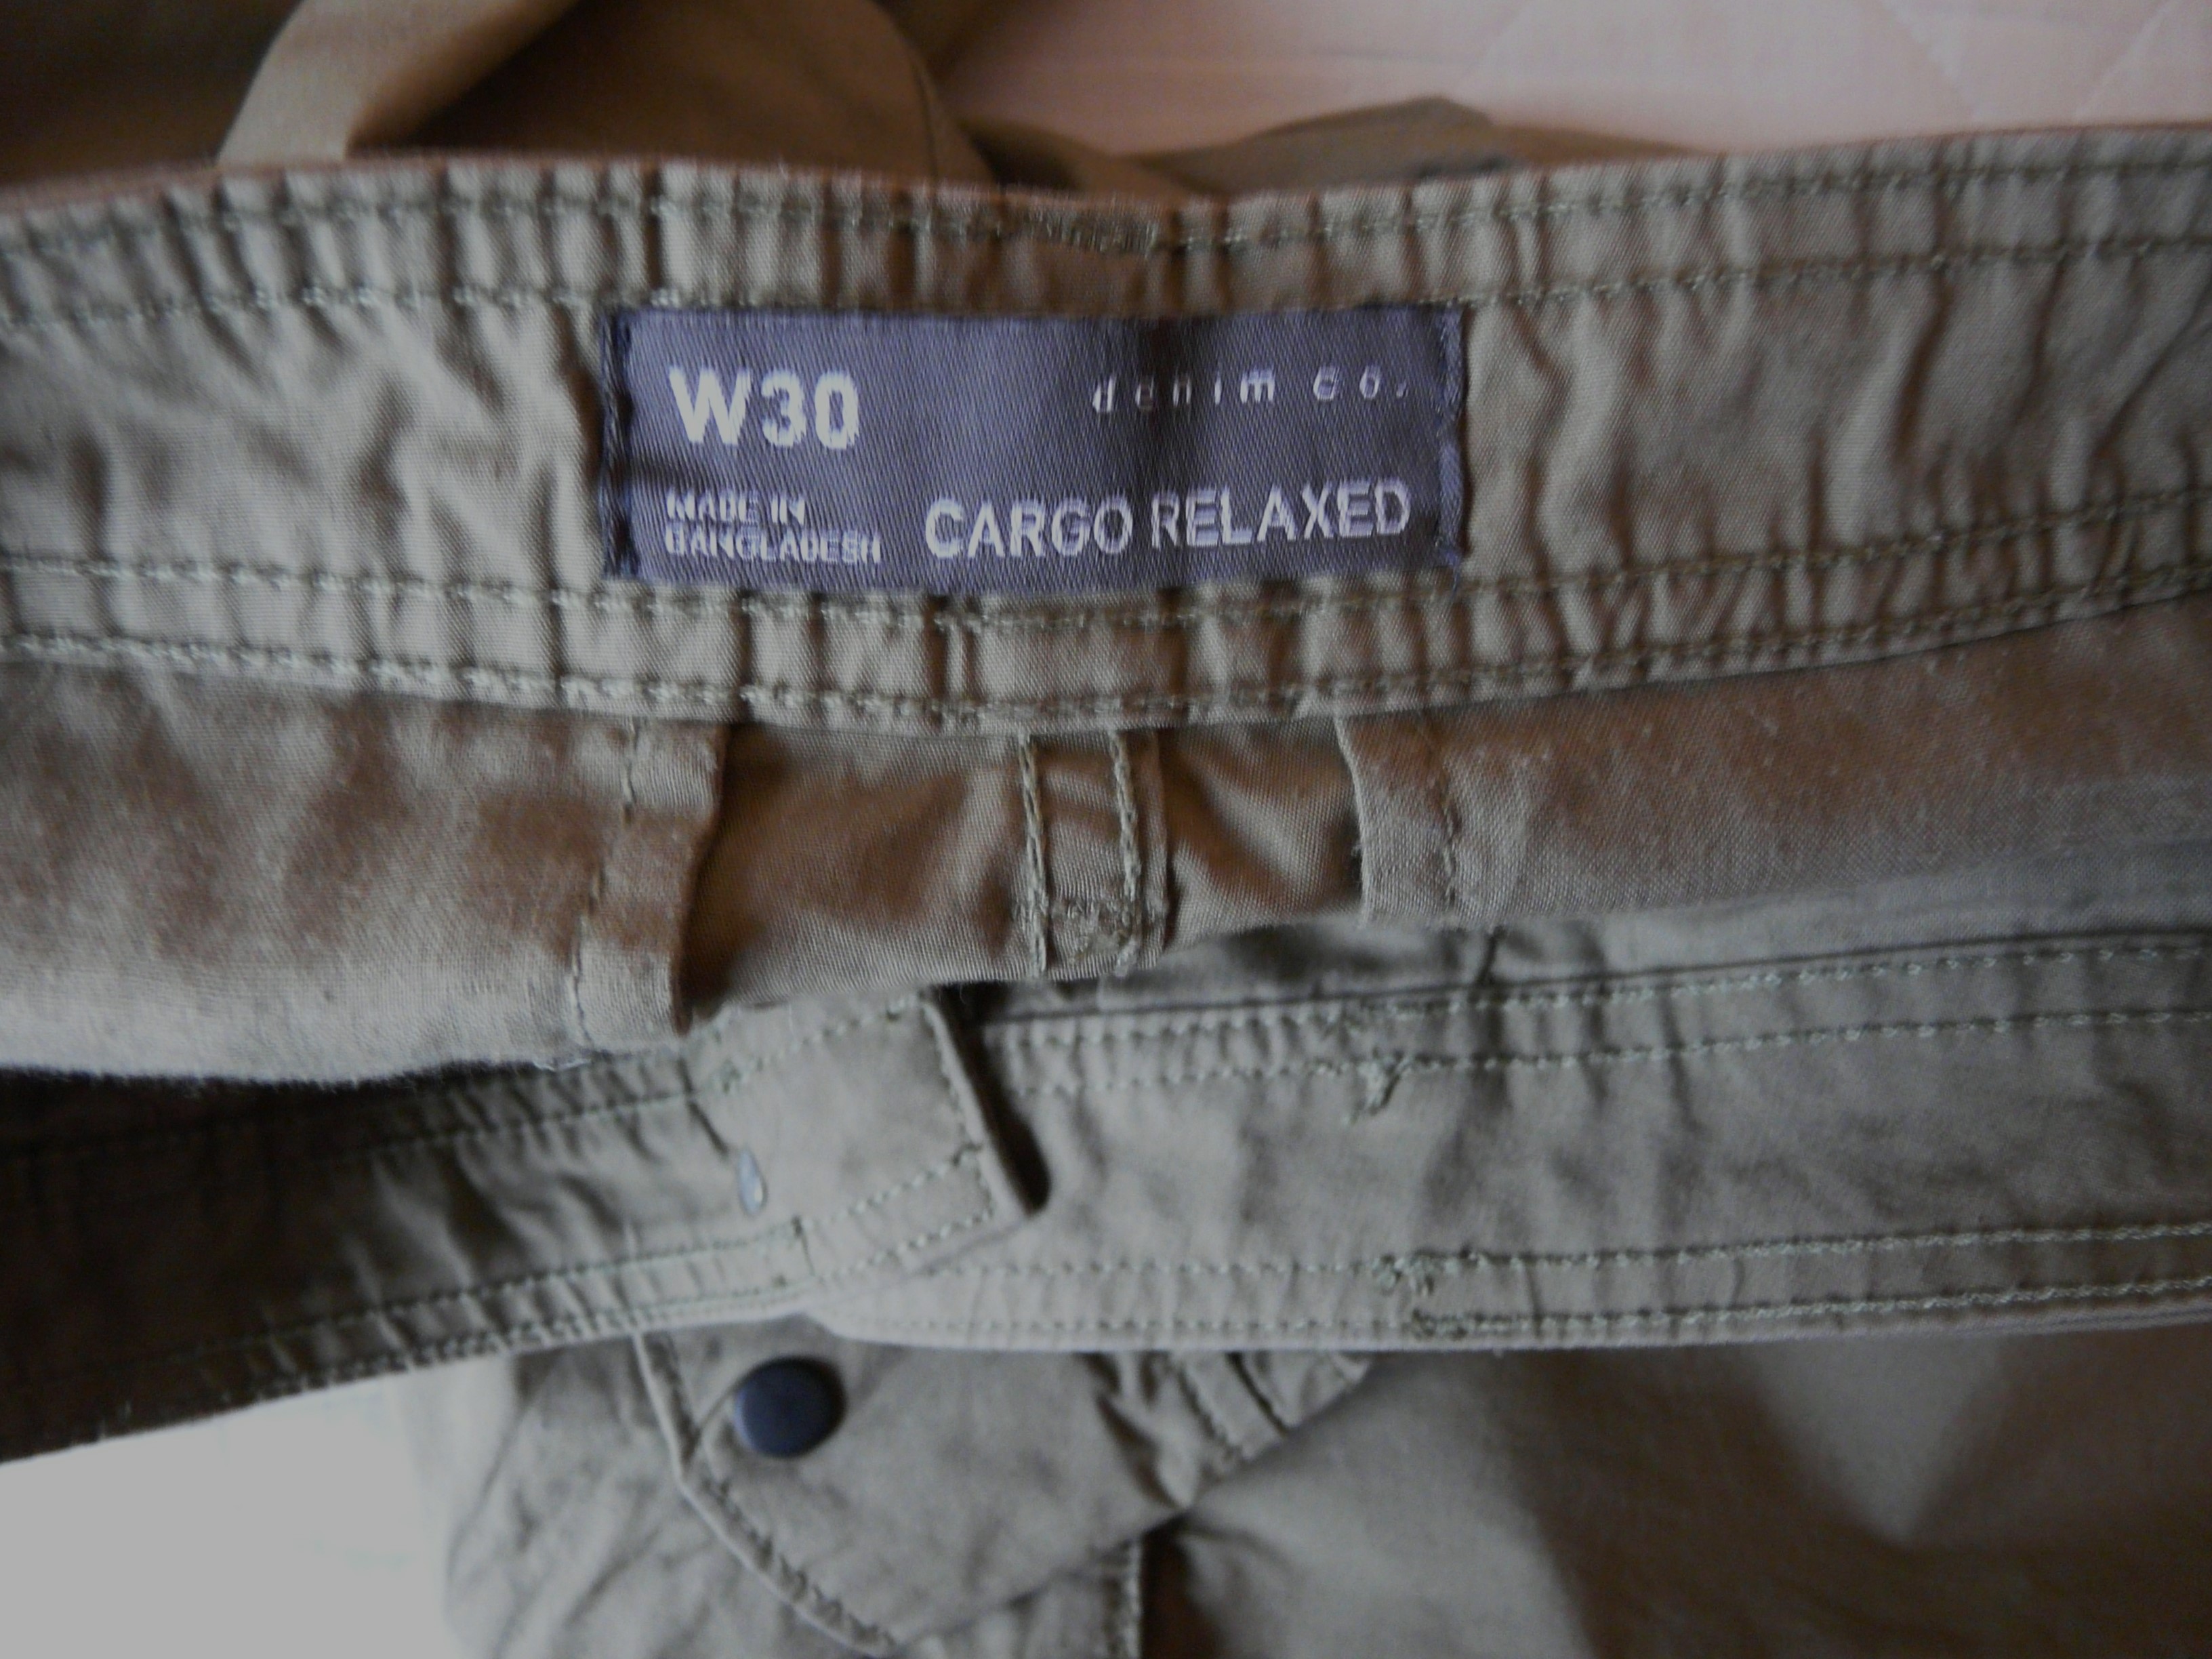 W30
denim co.
MADE IN
BANGLADESH
CARGO RELAXED